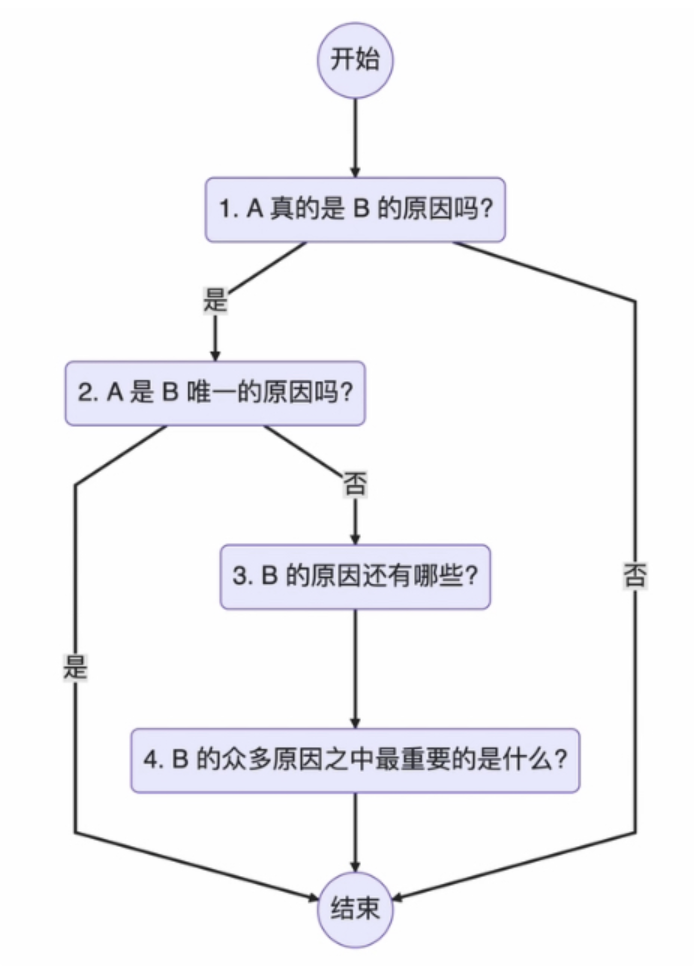 开始
1. A 真的是 B 的原因吗?
是
2. A 是 B 唯一的原因吗?
否
3. B 的原因还有哪些?
否
是
4. B 的众多原因之中最重要的是什么?
结束